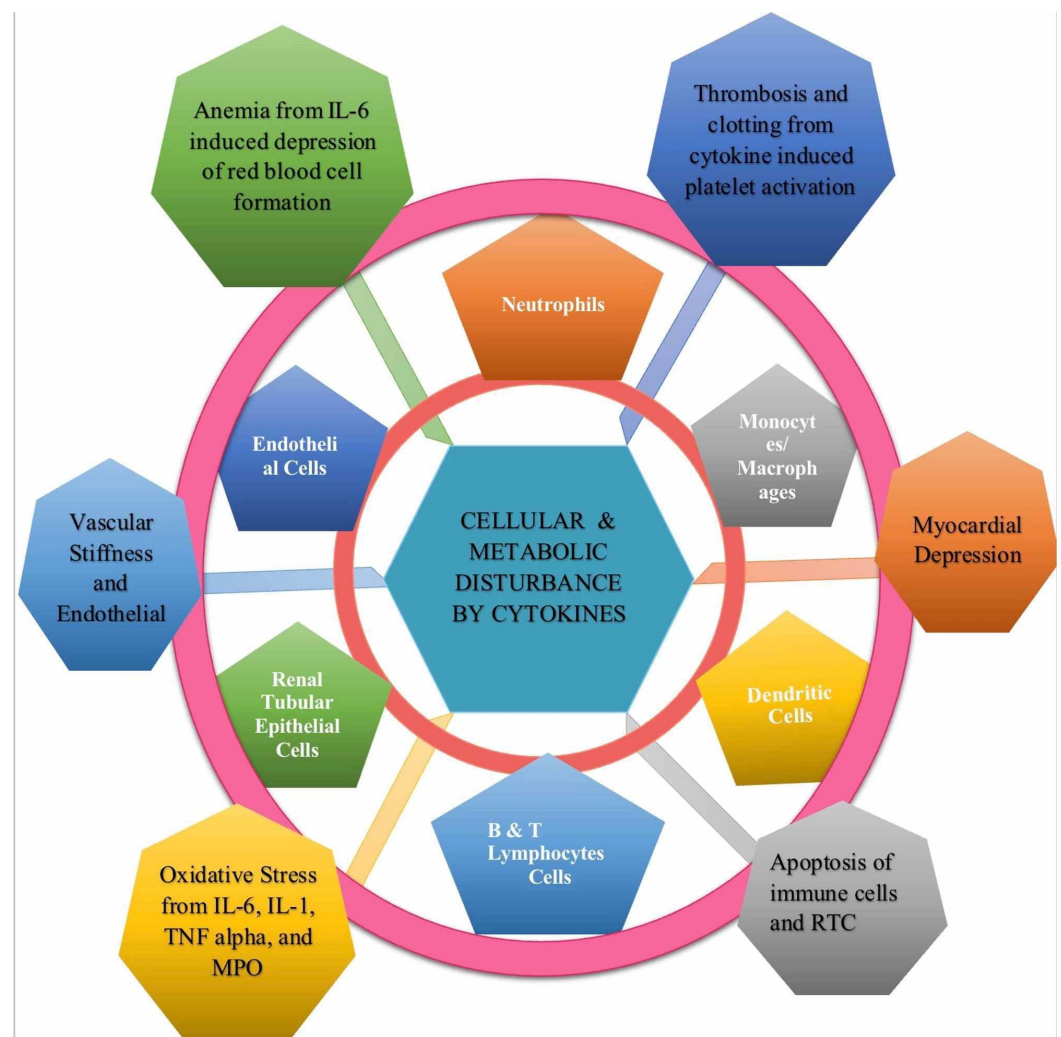 Anemia from IL-6
induced depression
of red blood cell
formation
Thrombosis and
clotting from
cytokine induced
platelet activation
Neutrophils
Endotheli
al Cells
Monocyt
es/
Macroph
ages
Vascular
Stiffness
and
Endothelial
CELLULAR &
METABOLIC
DISTURBANCE
BY CYTOKINES
Myocardial
Depression
Renal
Tubular
Epithelial
Cells
Dendritic
Cells
B & T
Lymphocytes
Cells
Oxidative Stress
from IL-6, IL-1,
TNF alpha, and
MPO
Apoptosis of
immune cells
and RTC